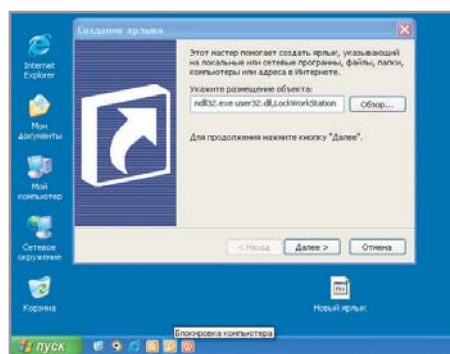 Создание ярлыка
Этот мастер помогает создать ярлык, указывающий
на локальные или сетевые программы, файлы, папки,
компьютеры или адреса в Интернете.
Укажите размещение объекта:
ndll32.exe user32.dll,LockWorkStation
Обзор...
Для продолжения нажмите кнопку "Далее".
< Назад
Далее >
Отмена
Internet
Explorer
Мои
документы
Мой
компьютер
Сетевое
окружение
Корзина
Новый ярлык
Блокировка компьютера
пуск